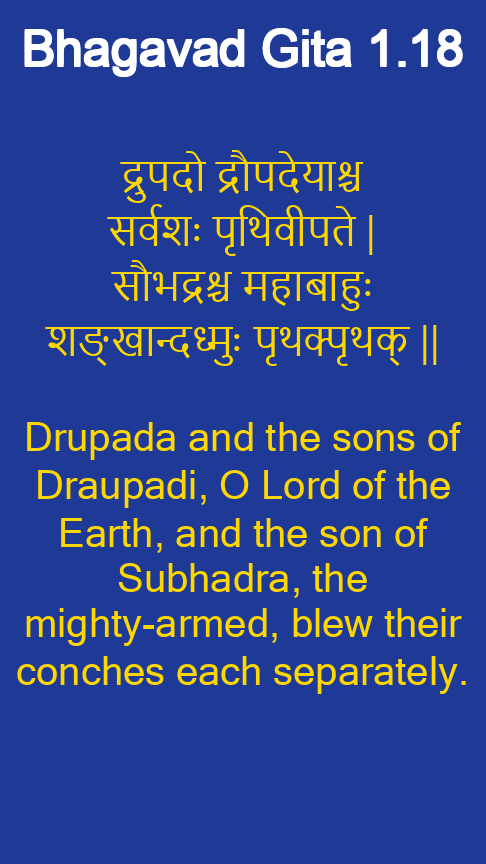 Bhagavad Gita 1.18
द्रुपदो द्रौपदेयाश्च
सर्वशः पृथिवीपते |
सौभद्रश्च महाबाहुः
शङ्खान्दध्मुः पृथक्पृथक् ||
Drupada and the sons of
Draupadi, O Lord of the
Earth, and the son of
Subhadra, the
mighty-armed, blew their
conches each separately.